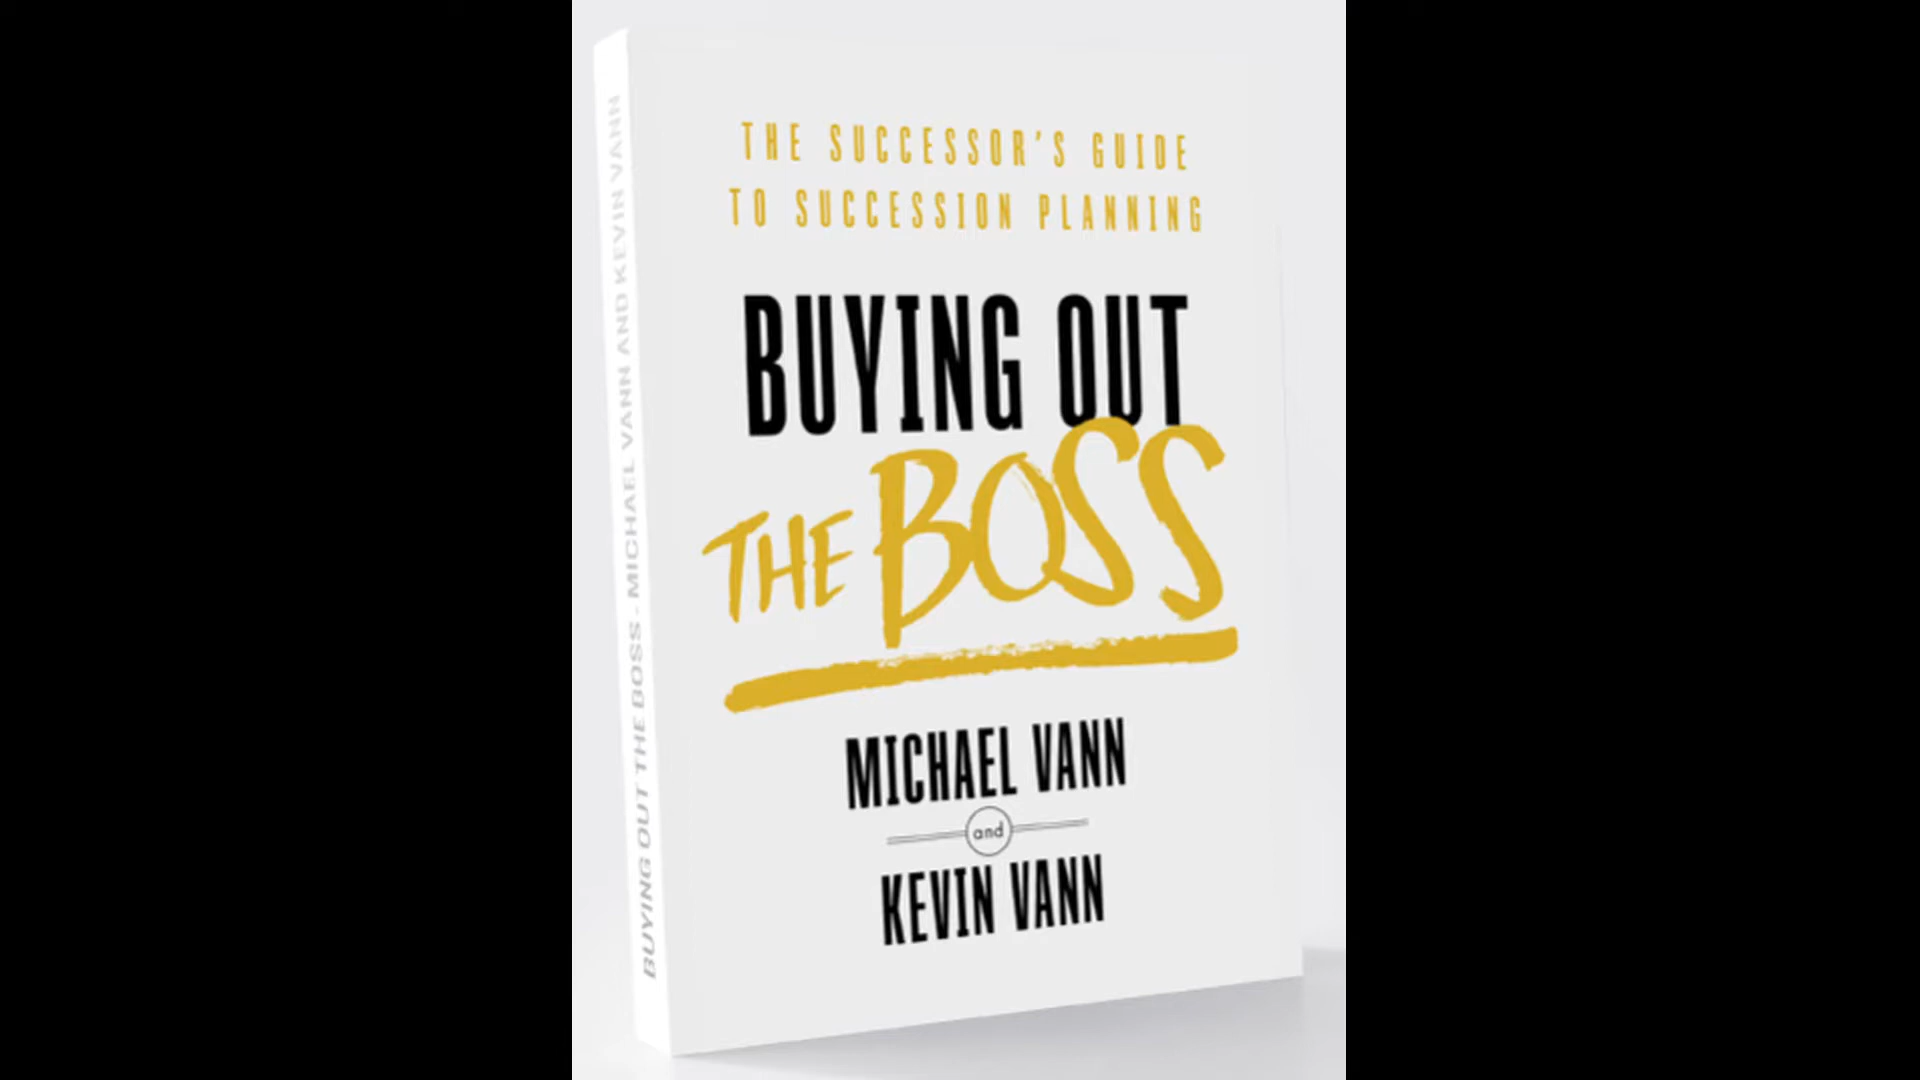 THE SUCCESSOR'S GUIDE
TO SUCCESSION PLANNING
BUYING OUT
THE BOSS
MICHAEL VANN
and
KEVIN VANN
BUYING OUT THE BOSS - MICHAEL VANN AND KEVIN VANN